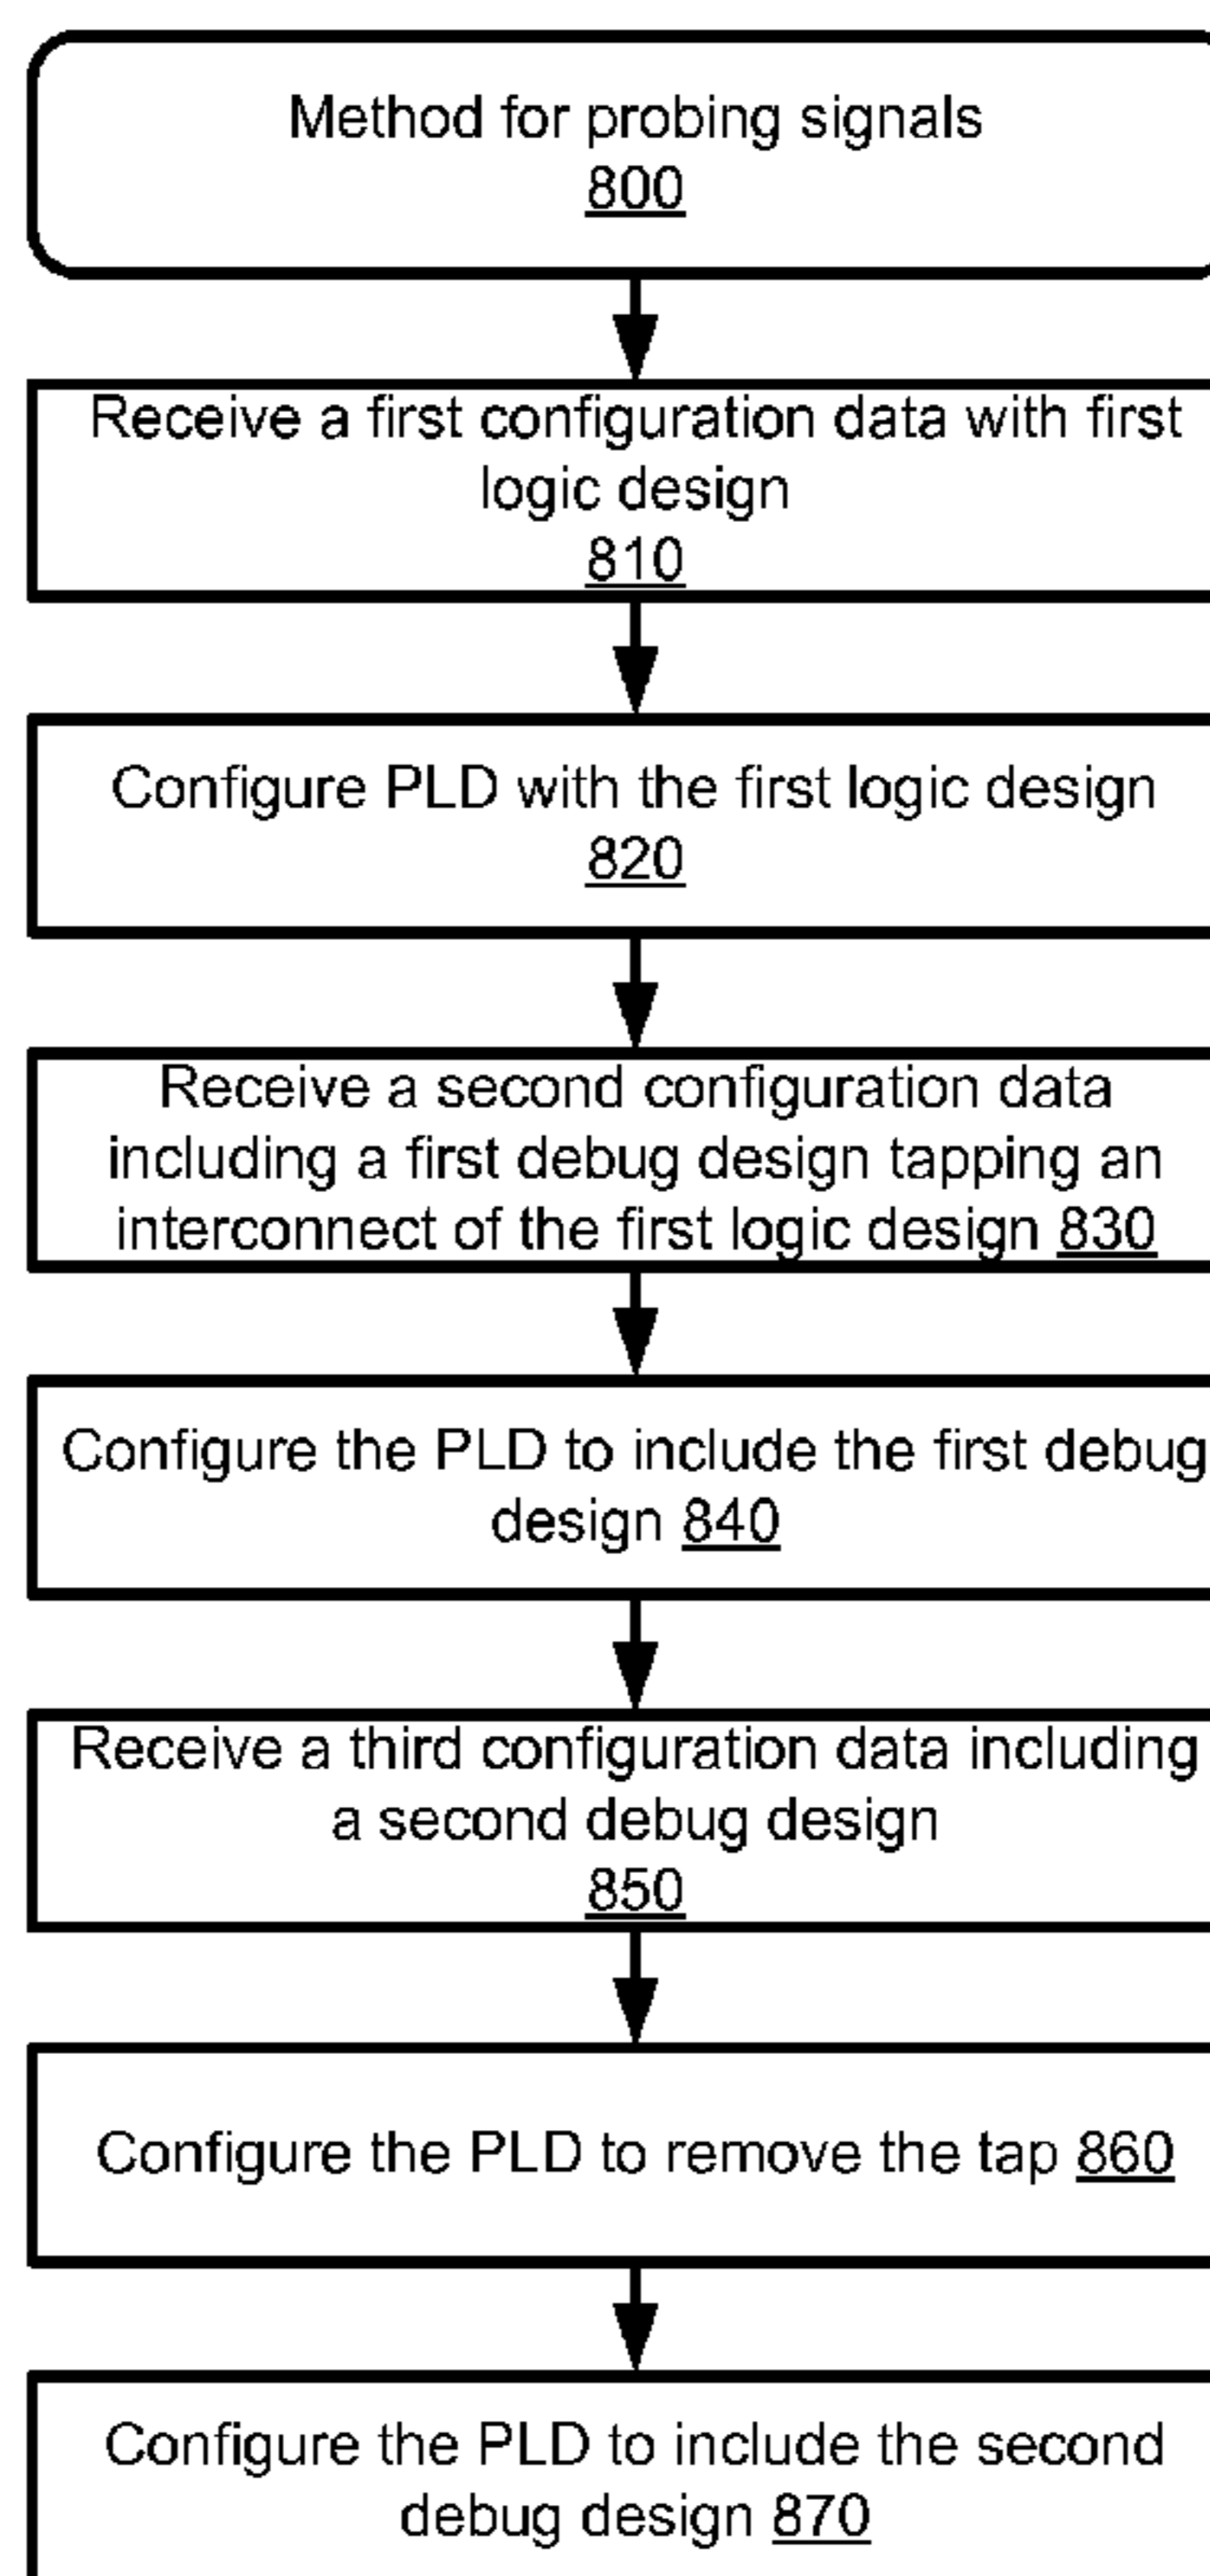 Method for probing signals
800
Receive a first configuration data with first
logic design
810
Configure PLD with the first logic design
820
Receive a second configuration data
including a first debug design tapping an
interconnect of the first logic design 830
Configure the PLD to include the first debug
design 840
Receive a third configuration data including
a second debug design
850
Configure the PLD to remove the tap 860
Configure the PLD to include the second
debug design 870